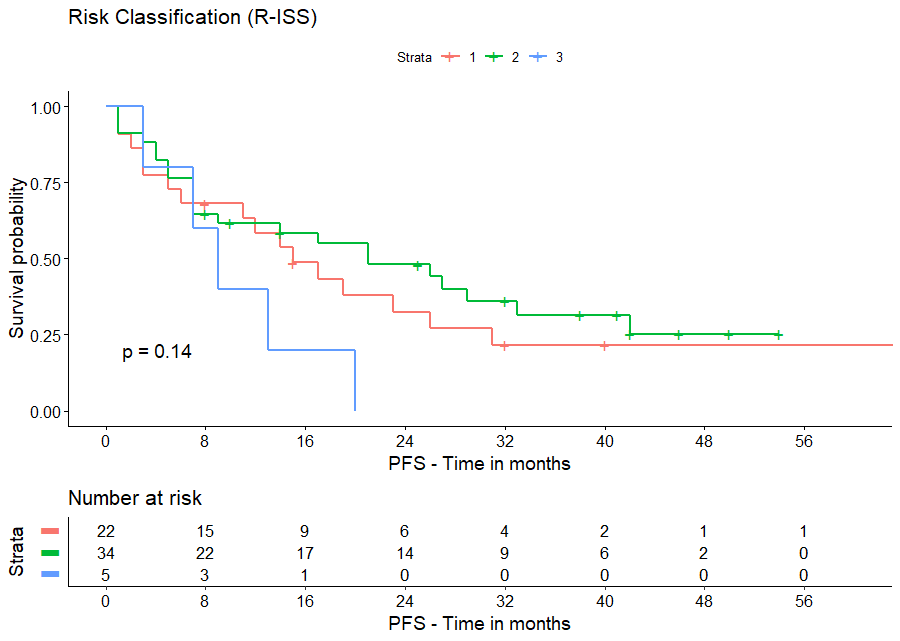 Risk Classification (R-ISS)
Strata 1 2 3
Survival probability
1.00
0.75
0.50
0.25
0.00
p = 0.14
0 8 16 24 32 40 48 56
PFS - Time in months
Number at risk
Strata
22 15 9 6 4 2 1 1
34 22 17 14 9 6 2 0
5 3 1 0 0 0 0 0
0 8 16 24 32 40 48 56
PFS - Time in months